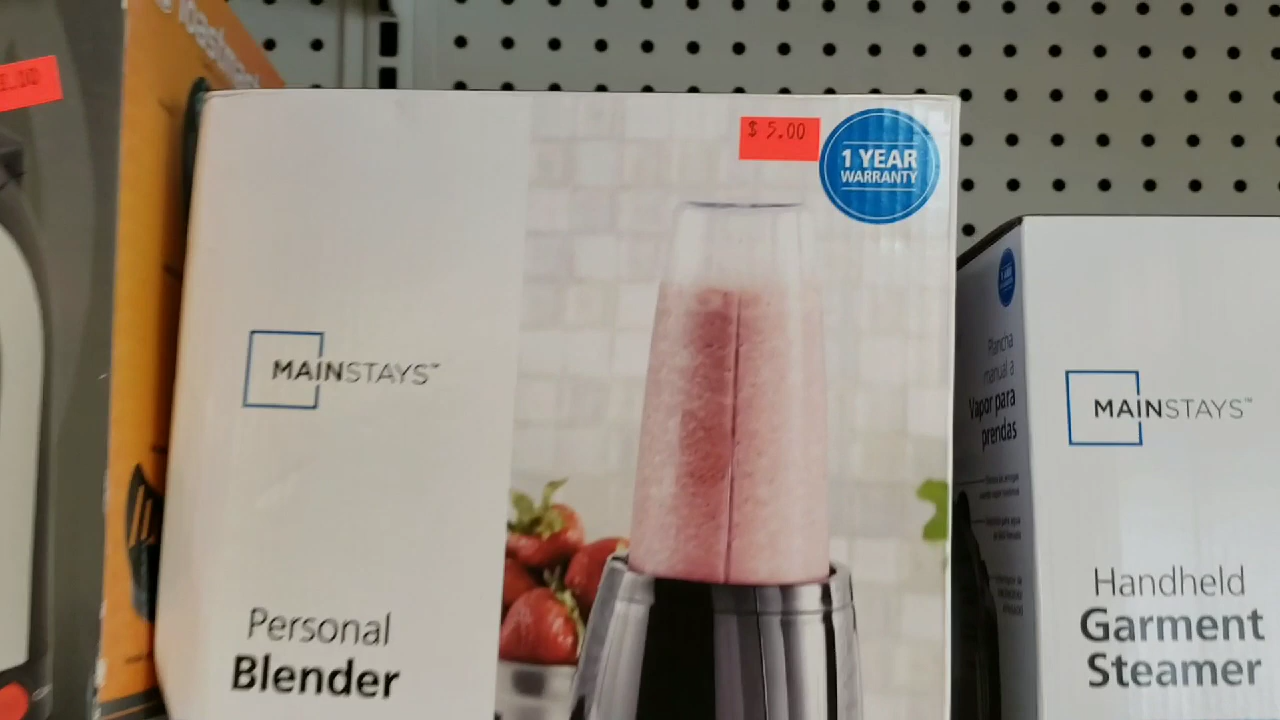 $ 5.00
1 YEAR
WARRANTY
MAINSTAYS™
Personal
Blender
Plancha
manual a
Vapor para
prendas
MAINSTAYS™
Handheld
Garment
Steamer